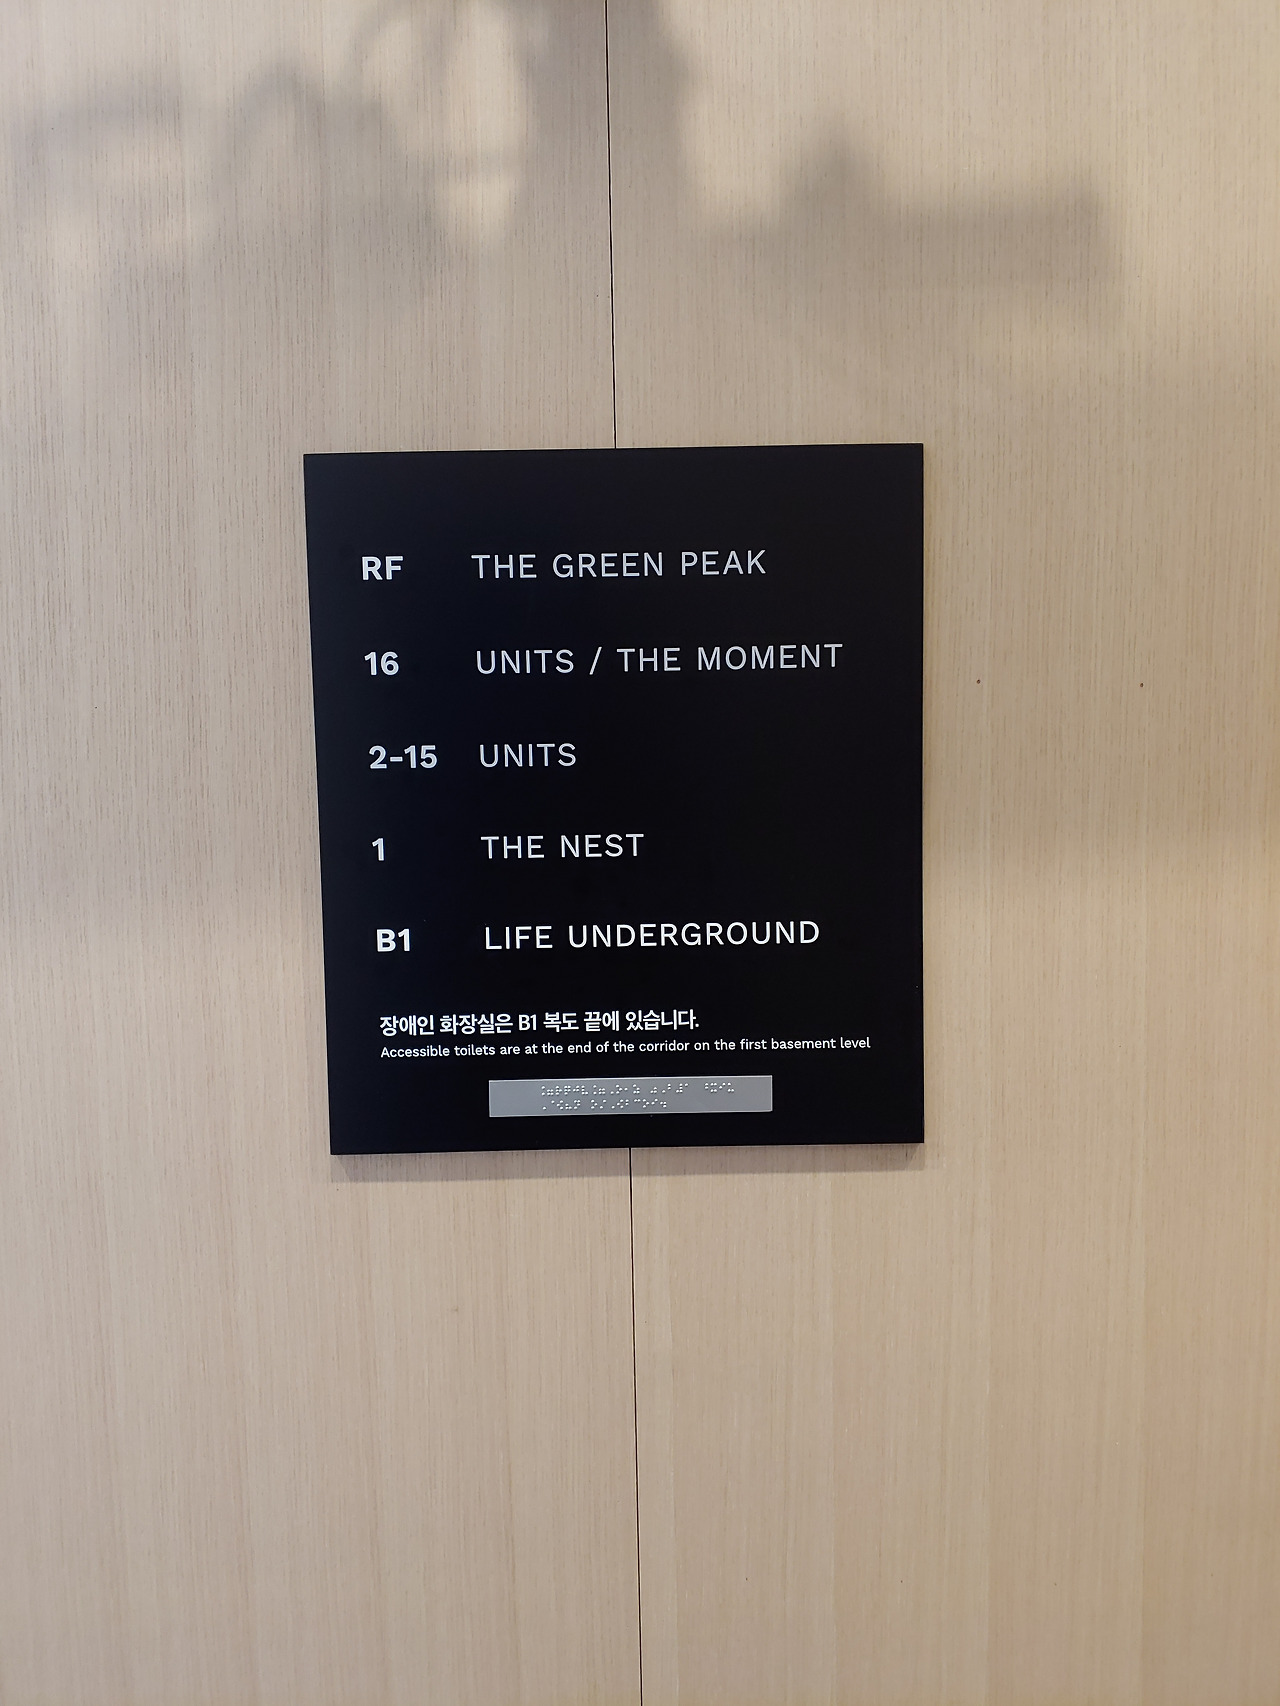 RF THE GREEN PEAK
16 UNITS / THE MOMENT
2-15 UNITS
1 THE NEST
B1 LIFE UNDERGROUND
장애인 화장실은 B1 복도 끝에 있습니다.
Accessible toilets are at the end of the corridor on the first basement level